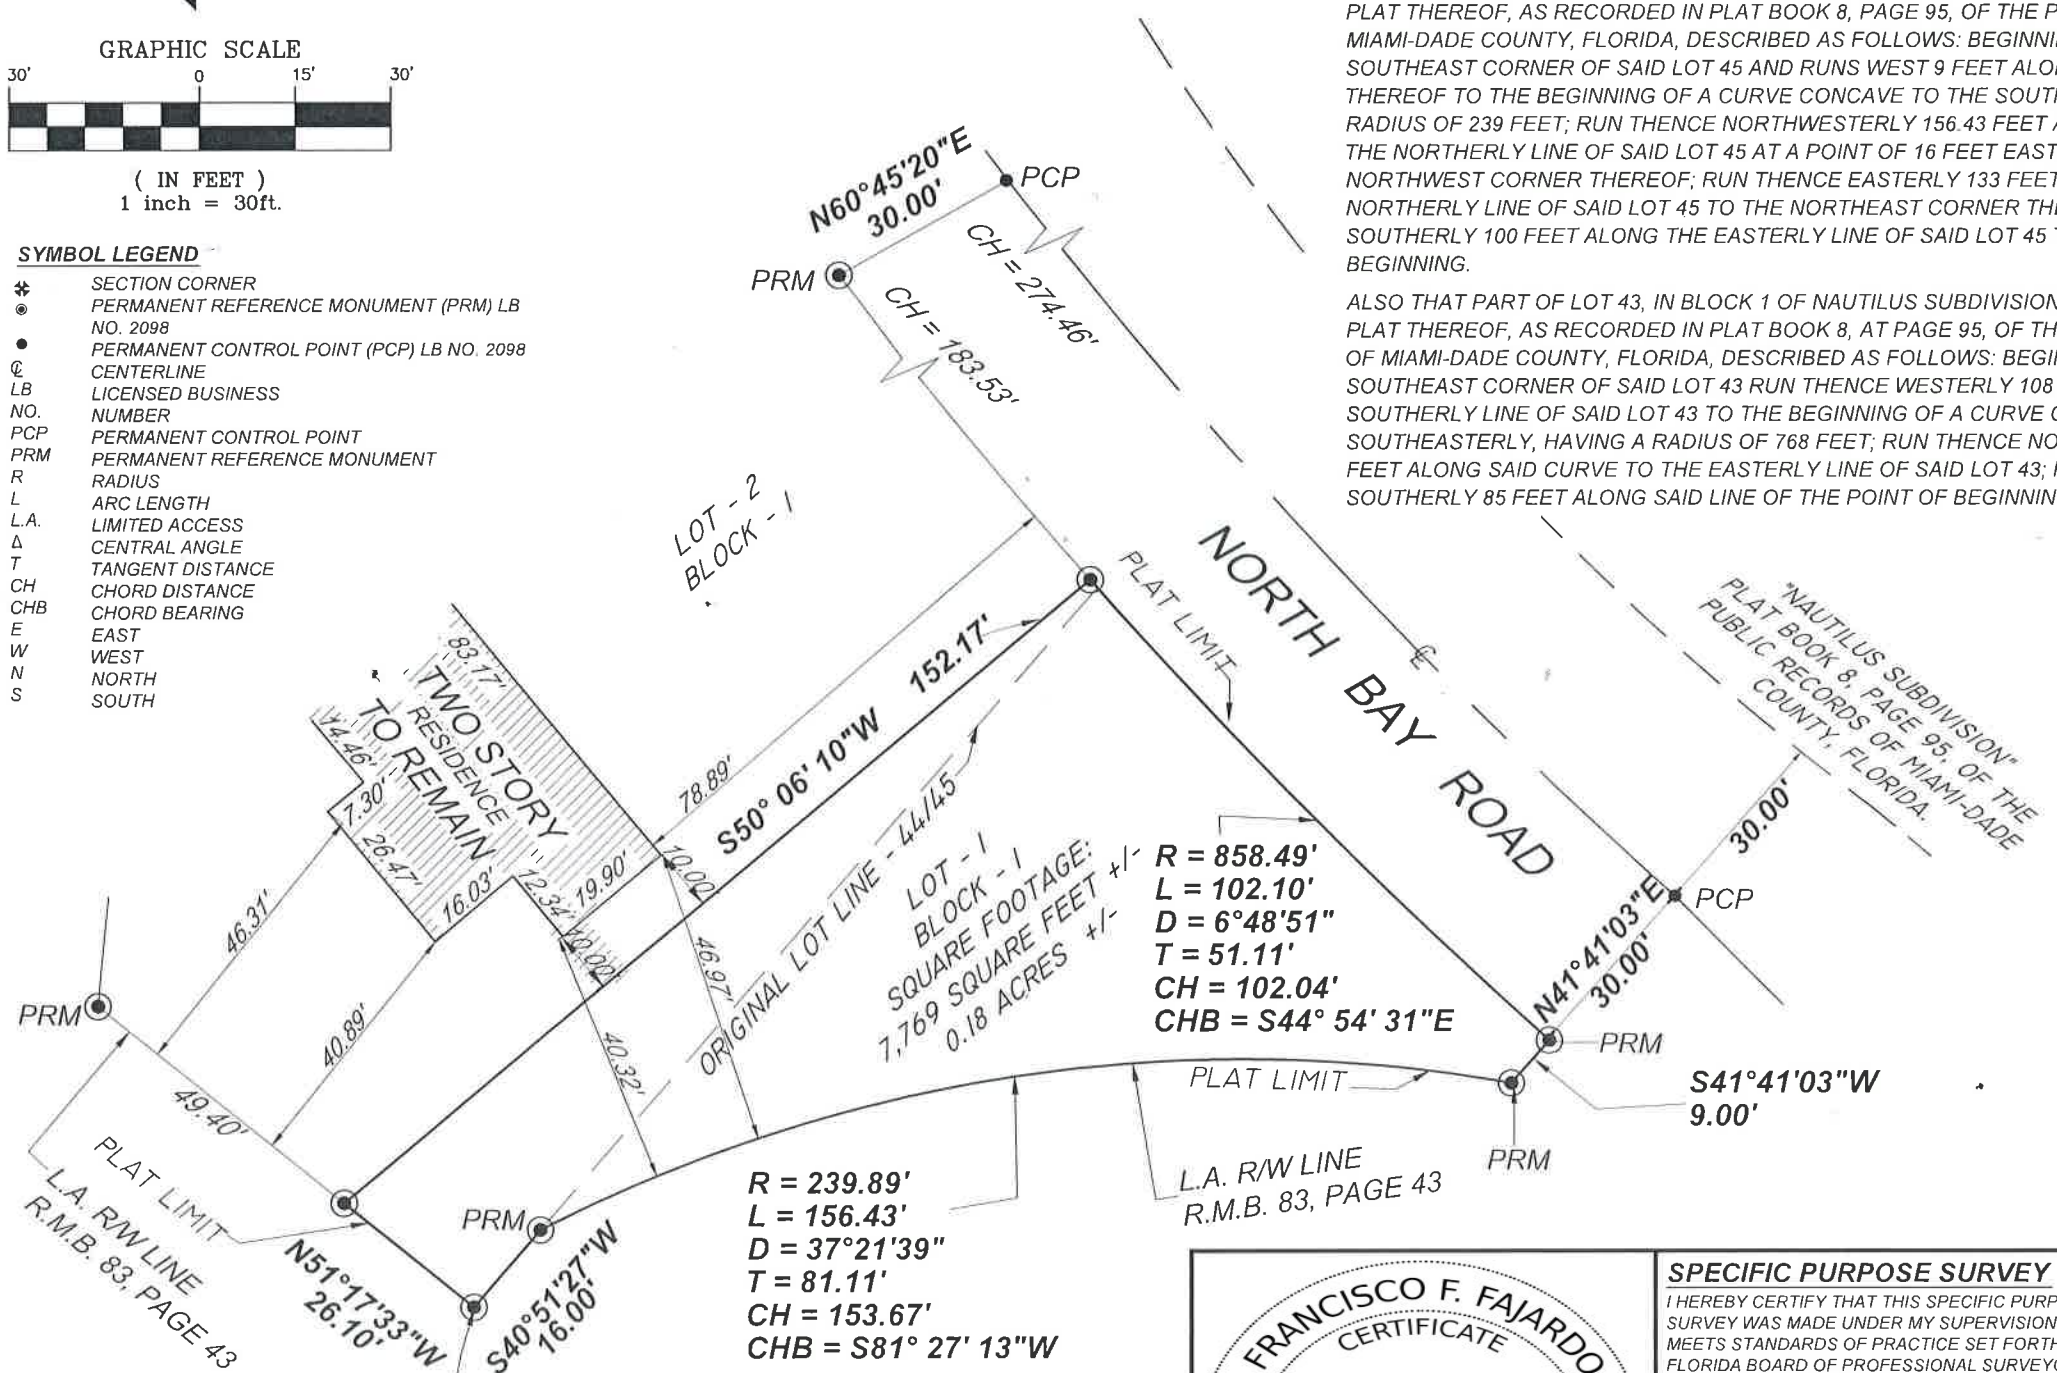 GRAPHIC SCALE
30' 0 15' 30'
( IN FEET )
1 inch = 30ft.
SYMBOL LEGEND
SECTION CORNER
PERMANENT REFERENCE MONUMENT (PRM) LB
NO. 2098
PERMANENT CONTROL POINT (PCP) LB NO. 2098
℄ CENTERLINE
LB LICENSED BUSINESS
NO. NUMBER
PCP PERMANENT CONTROL POINT
PRM PERMANENT REFERENCE MONUMENT
R RADIUS
L ARC LENGTH
L.A. LIMITED ACCESS
Δ CENTRAL ANGLE
T TANGENT DISTANCE
CH CHORD DISTANCE
CHB CHORD BEARING
E EAST
W WEST
N NORTH
S SOUTH
PLAT THEREOF, AS RECORDED IN PLAT BOOK 8, PAGE 95, OF THE P
MIAMI-DADE COUNTY, FLORIDA, DESCRIBED AS FOLLOWS: BEGINNI
SOUTHEAST CORNER OF SAID LOT 45 AND RUNS WEST 9 FEET ALO
THEREOF TO THE BEGINNING OF A CURVE CONCAVE TO THE SOUT
RADIUS OF 239 FEET; RUN THENCE NORTHWESTERLY 156.43 FEET A
THE NORTHERLY LINE OF SAID LOT 45 AT A POINT OF 16 FEET EAST
NORTHWEST CORNER THEREOF; RUN THENCE EASTERLY 133 FEET
NORTHERLY LINE OF SAID LOT 45 TO THE NORTHEAST CORNER THE
SOUTHERLY 100 FEET ALONG THE EASTERLY LINE OF SAID LOT 45 T
BEGINNING.
ALSO THAT PART OF LOT 43, IN BLOCK 1 OF NAUTILUS SUBDIVISION
PLAT THEREOF, AS RECORDED IN PLAT BOOK 8, AT PAGE 95, OF TH
OF MIAMI-DADE COUNTY, FLORIDA, DESCRIBED AS FOLLOWS: BEGI
SOUTHEAST CORNER OF SAID LOT 43 RUN THENCE WESTERLY 108
SOUTHERLY LINE OF SAID LOT 43 TO THE BEGINNING OF A CURVE
SOUTHEASTERLY, HAVING A RADIUS OF 768 FEET; RUN THENCE NO
FEET ALONG SAID CURVE TO THE EASTERLY LINE OF SAID LOT 43;
SOUTHERLY 85 FEET ALONG SAID LINE OF THE POINT OF BEGINNIN
N60°45'20"E
30.00'
PCP
PRM
CH = 274.46'
CH = 183.53'
LOT - 2
BLOCK - 1
PLAT LIMIT
NORTH BAY ROAD
℄
"NAUTILUS SUBDIVISION"
PLAT BOOK 8, PAGE 95, OF THE
PUBLIC RECORDS OF MIAMI-DADE
COUNTY, FLORIDA.
30.00'
83.17'
TWO STORY
RESIDENCE
TO REMAIN
14.46'
7.30'
26.47'
16.03'
12.34'
19.90'
10.00'
10.00'
78.89'
S50° 06' 10"W 152.17'
ORIGINAL LOT LINE - 44/45
LOT - 1
BLOCK - 1
SQUARE FOOTAGE:
7,769 SQUARE FEET +/-
0.18 ACRES +/-
R = 858.49'
L = 102.10'
D = 6°48'51"
T = 51.11'
CH = 102.04'
CHB = S44° 54' 31"E
PCP
N41°41'03"E
30.00'
PRM
S41°41'03"W
9.00'
PRM
46.31'
40.89'
46.97'
40.32'
PRM
49.40'
PLAT LIMIT
L.A. R/W LINE
R.M.B. 83, PAGE 43
N51°17'33"W
26.10'
PRM
S40°51'27"W
16.00'
R = 239.89'
L = 156.43'
D = 37°21'39"
T = 81.11'
CH = 153.67'
CHB = S81° 27' 13"W
PLAT LIMIT
L.A. R/W LINE
R.M.B. 83, PAGE 43
FRANCISCO F. FAJARDO
CERTIFICATE
SPECIFIC PURPOSE SURVEY
I HEREBY CERTIFY THAT THIS SPECIFIC PURP
SURVEY WAS MADE UNDER MY SUPERVISION
MEETS STANDARDS OF PRACTICE SET FORTH
FLORIDA BOARD OF PROFESSIONAL SURVEYO